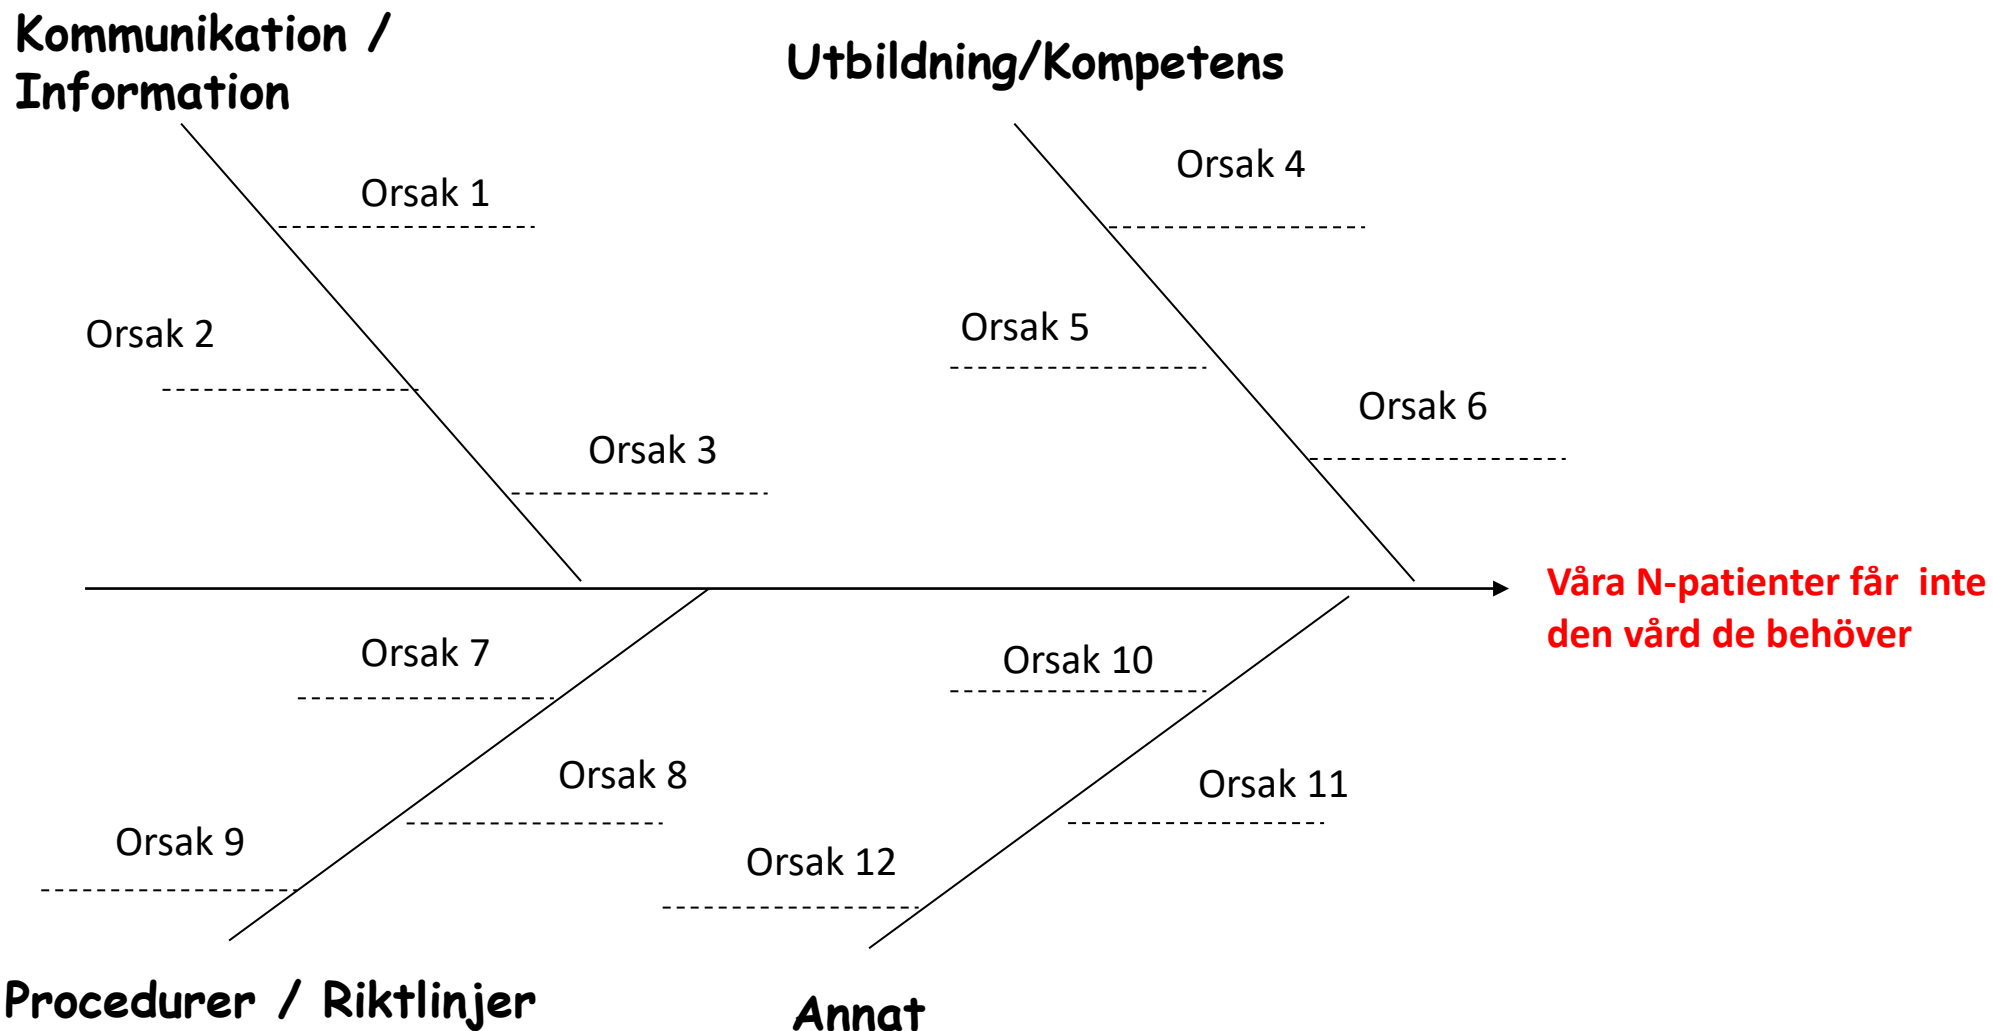 Kommunikation /
Information
Utbildning/Kompetens
Orsak 4
Orsak 1
Orsak 5
Orsak 2
Orsak 6
Orsak 3
Våra N-patienter får  inte
den vård de behöver
Orsak 7
Orsak 10
Orsak 8
Orsak 11
Orsak 9
Orsak 12
Procedurer / Riktlinjer
Annat